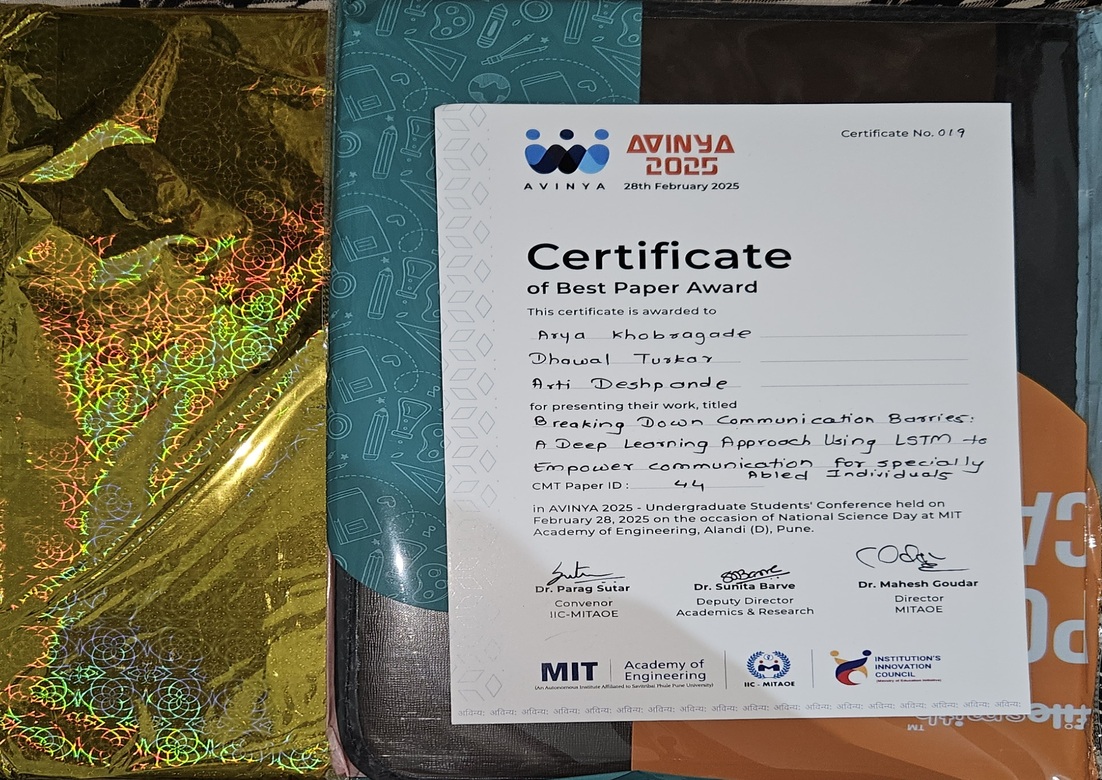 AVINYA
AVINYA
2025
28th February 2025
Certificate No. 019
Certificate
of Best Paper Award
This certificate is awarded to
Arya Khobragade
Dhawal Turkar
Arti Deshpande
for presenting their work, titled
Breaking Down Communication Barries:
A Deep Learning Approach Using LSTM to
Empower communication for specially
Abled Individuals
CMT Paper ID : 44
in AVINYA 2025 - Undergraduate Students' Conference held on
February 28, 2025 on the occasion of National Science Day at MIT
Academy of Engineering, Alandi (D), Pune.
Dr. Parag Sutar
Convenor
IIC-MITAOE
Dr. Sunita Barve
Deputy Director
Academics & Research
Dr. Mahesh Goudar
Director
MITAOE
MIT Academy of
Engineering
(An Autonomous Institute Affiliated to Savitribai Phule Pune University)
IIC - MITAOE
INSTITUTION'S
INNOVATION
COUNCIL
(Ministry of Education Initiative)
अविन्य: अविन्य: अविन्य: अविन्य: अविन्य: अविन्य: अविन्य: अविन्य: अविन्य: अविन्य: अविन्य: अविन्य: अविन्य: अविन्य: अविन्य: अविन्य: अविन्य: अविन्य: